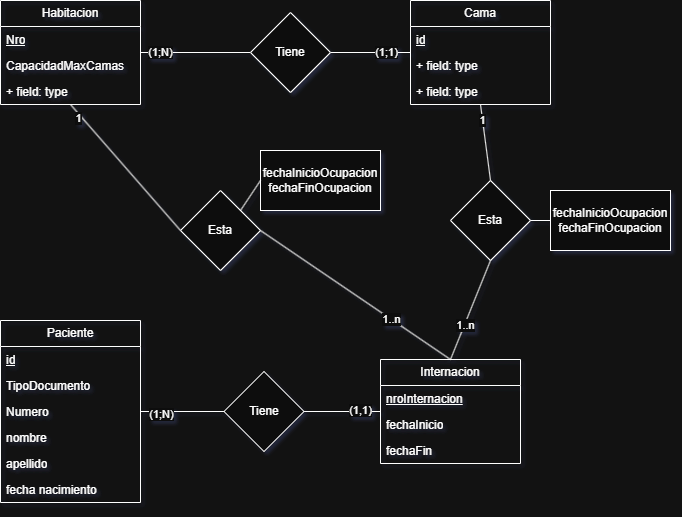 Habitacion
Nro
CapacidadMaxCamas
+ field: type
(1;N)
Tiene
(1;1)
Cama
id
+ field: type
+ field: type
1
1
fechaInicioOcupacion
fechaFinOcupacion
Esta
Esta
fechaInicioOcupacion
fechaFinOcupacion
1..n
1..n
Paciente
id
TipoDocumento
Numero
nombre
apellido
fecha nacimiento
(1;N)
Tiene
(1,1)
Internacion
nroInternacion
fechaInicio
fechaFin